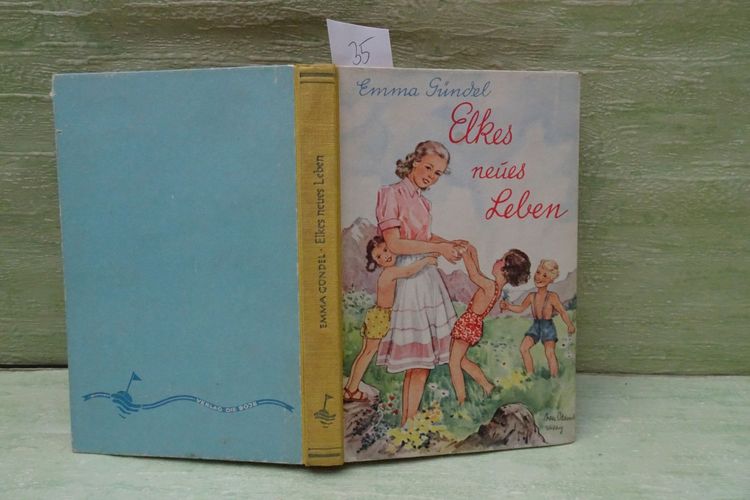 35
Emma Gündel
Elkes
neues
Leben
EMMA GÜNDEL · Elkes neues Leben
VERLAG DIE BOJE